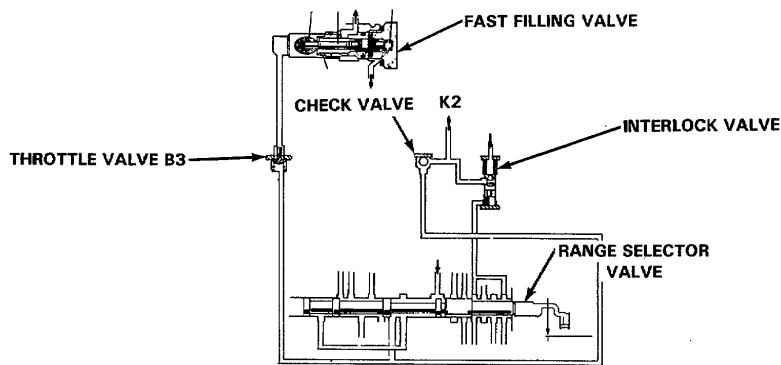 FAST FILLING VALVE
CHECK VALVE
K2
INTERLOCK VALVE
THROTTLE VALVE B3
RANGE SELECTOR
VALVE